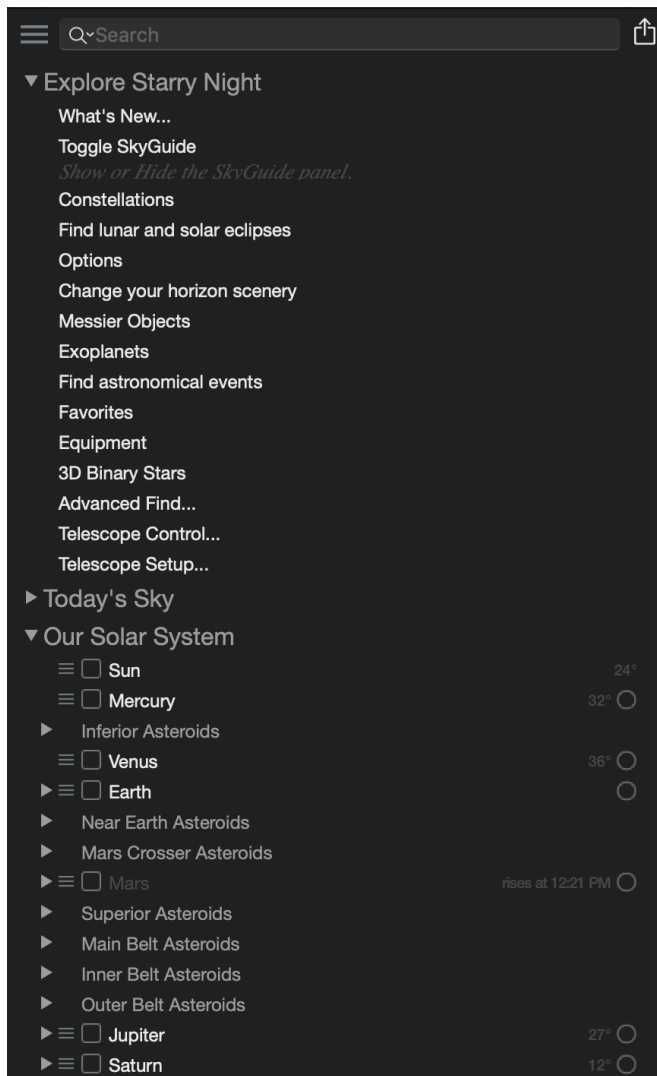 Search
Explore Starry Night
What's New...
Toggle SkyGuide
Show or Hide the SkyGuide panel.
Constellations
Find lunar and solar eclipses
Options
Change your horizon scenery
Messier Objects
Exoplanets
Find astronomical events
Favorites
Equipment
3D Binary Stars
Advanced Find...
Telescope Control...
Telescope Setup...
Today's Sky
Our Solar System
Sun 24°
Mercury 32°
Inferior Asteroids
Venus 36°
Earth
Near Earth Asteroids
Mars Crosser Asteroids
Mars rises at 12:21 PM
Superior Asteroids
Main Belt Asteroids
Inner Belt Asteroids
Outer Belt Asteroids
Jupiter 27°
Saturn 12°